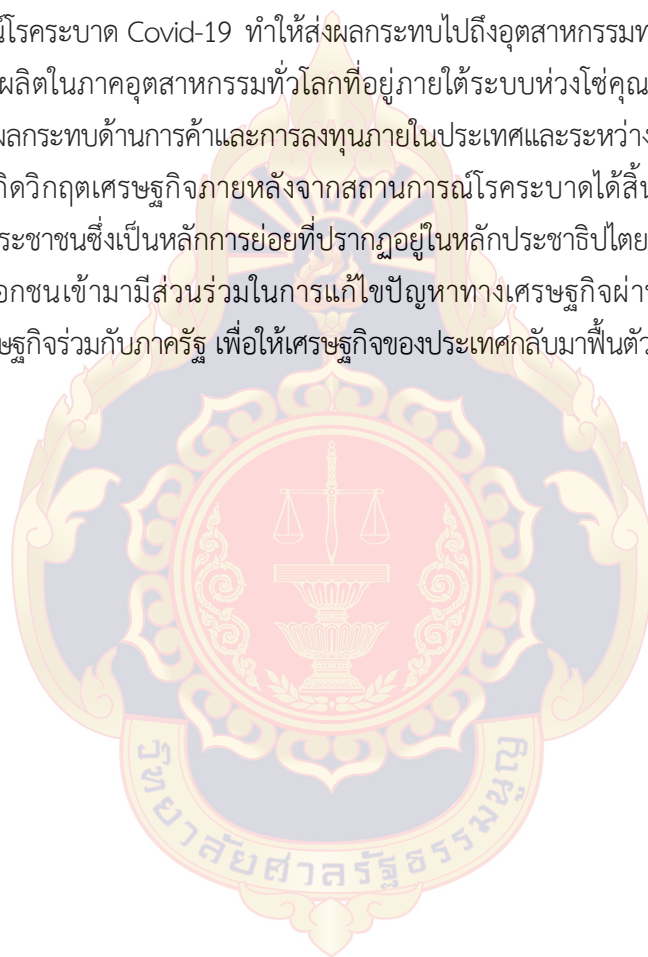 โรคระบาด Covid-19 ทำให้ส่งผลกระทบไปถึงอุตสาหกรรม
ผลิตในภาคอุตสาหกรรมทั่วโลกที่อยู่ภายใต้ระบบห่วงโซ่คุณ
ผลกระทบด้านการค้าและการลงทุนภายในประเทศและระหว่าง
กิดวิกฤตเศรษฐกิจภายหลังจากสถานการณ์โรคระบาดได้สิ้น
ระชาชนซึ่งเป็นหลักการย่อยที่ปรากฏอยู่ในหลักประชาธิปไตย
อกชนเข้ามามีส่วนร่วมในการแก้ไขปัญหาทางเศรษฐกิจผ่า
ษฐกิจร่วมกับภาครัฐ เพื่อให้เศรษฐกิจของประเทศกลับมาฟื้นตัว
วิทยาลัยศาลรัฐธรรมนูญ